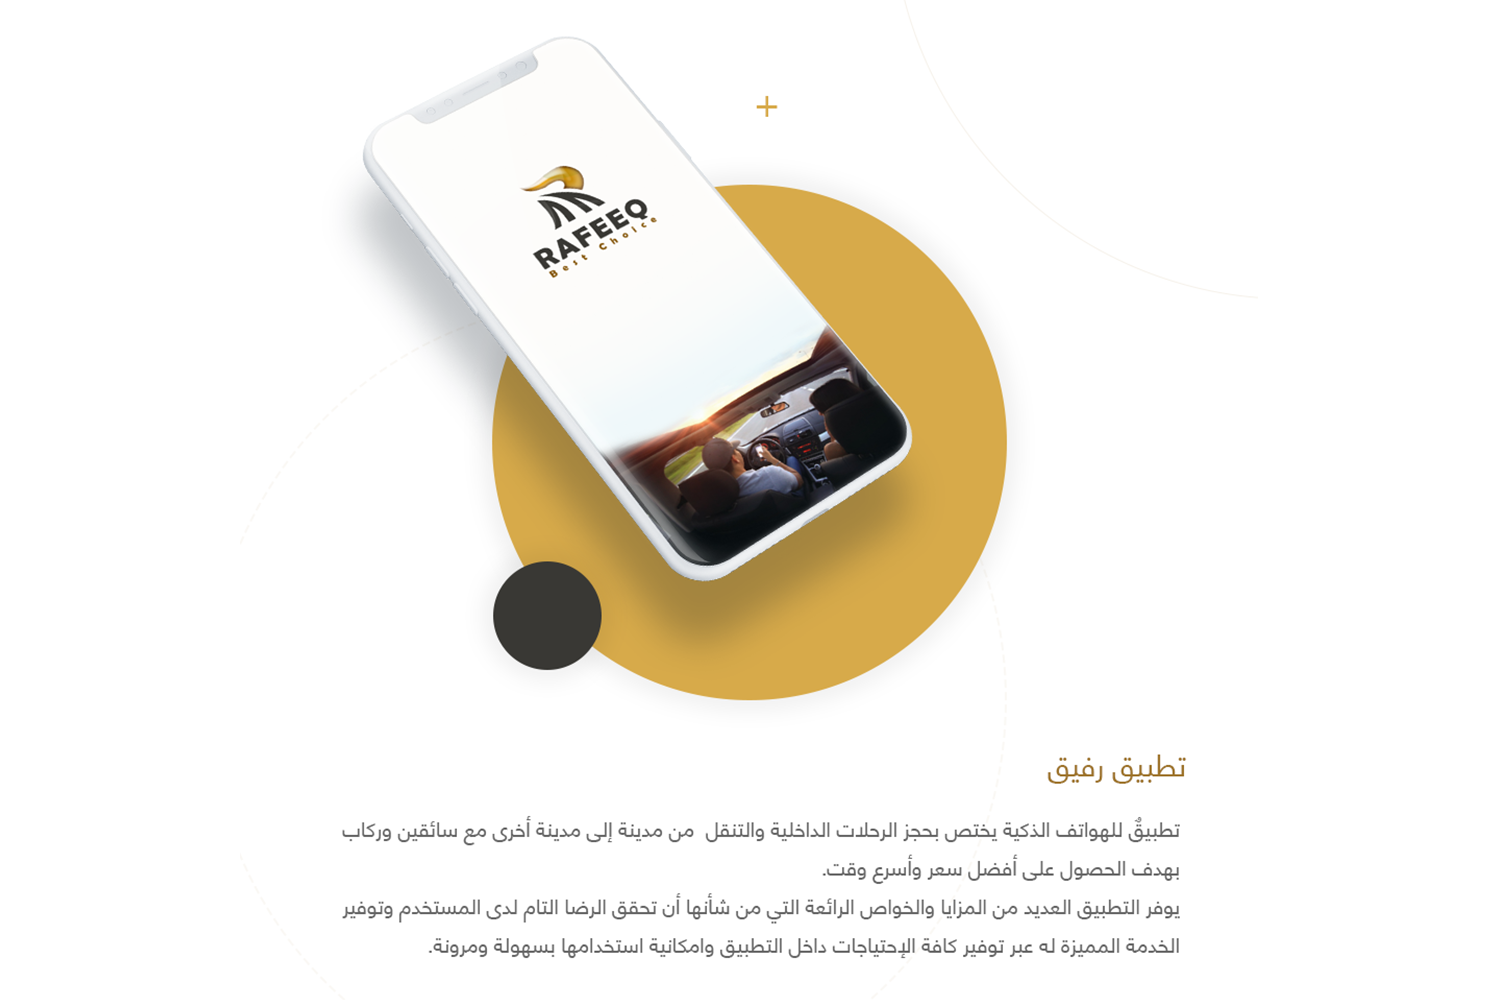 RAFEEQ
Best Choice
تطبيق رفيق
تطبيقٌ للهواتف الذكية يختص بحجز الرحلات الداخلية والتنقل من مدينة إلى مدينة أخرى مع سائقين وركاب
بهدف الحصول على أفضل سعر وأسرع وقت.
يوفر التطبيق العديد من المزايا والخواص الرائعة التي من شأنها أن تحقق الرضا التام لدى المستخدم وتوفير
الخدمة المميزة له عبر توفير كافة الإحتياجات داخل التطبيق وامكانية استخدامها بسهولة ومرونة.